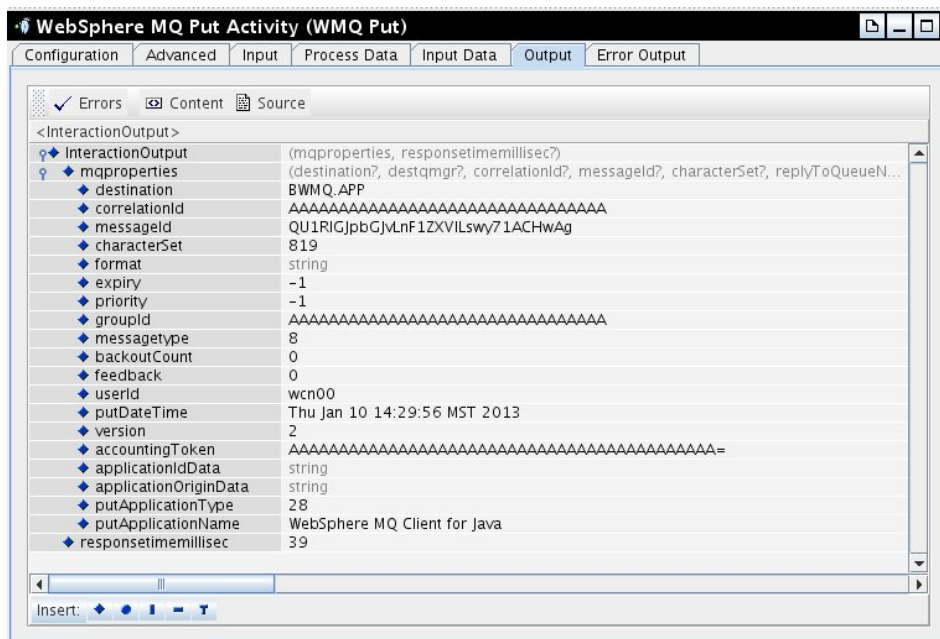 WebSphere MQ Put Activity (WMQ Put)
Configuration Advanced Input Process Data Input Data Output Error Output
Errors Content Source
<InteractionOutput>
InteractionOutput (mqproperties, responsetimemillisec?)
mqproperties (destination?, destqmgr?, correlationId?, messageId?, characterSet?, replyToQueueN...
destination BWMQ.APP
correlationId AAAAAAAAAAAAAAAAAAAAAAAAAAAAAAAA
messageId
characterSet 819
format string
expiry -1
priority -1
groupId AAAAAAAAAAAAAAAAAAAAAAAAAAAAAAAA
messagetype 8
backoutCount 0
feedback 0
userId wcn00
putDateTime Thu Jan 10 14:29:56 MST 2013
version 2
accountingToken AAAAAAAAAAAAAAAAAAAAAAAAAAAAAAAAAAAAAAAAAAA=
applicationIdData string
applicationOriginData string
putApplicationType 28
putApplicationName WebSphere MQ Client for Java
responsetimemillisec 39
Insert: T